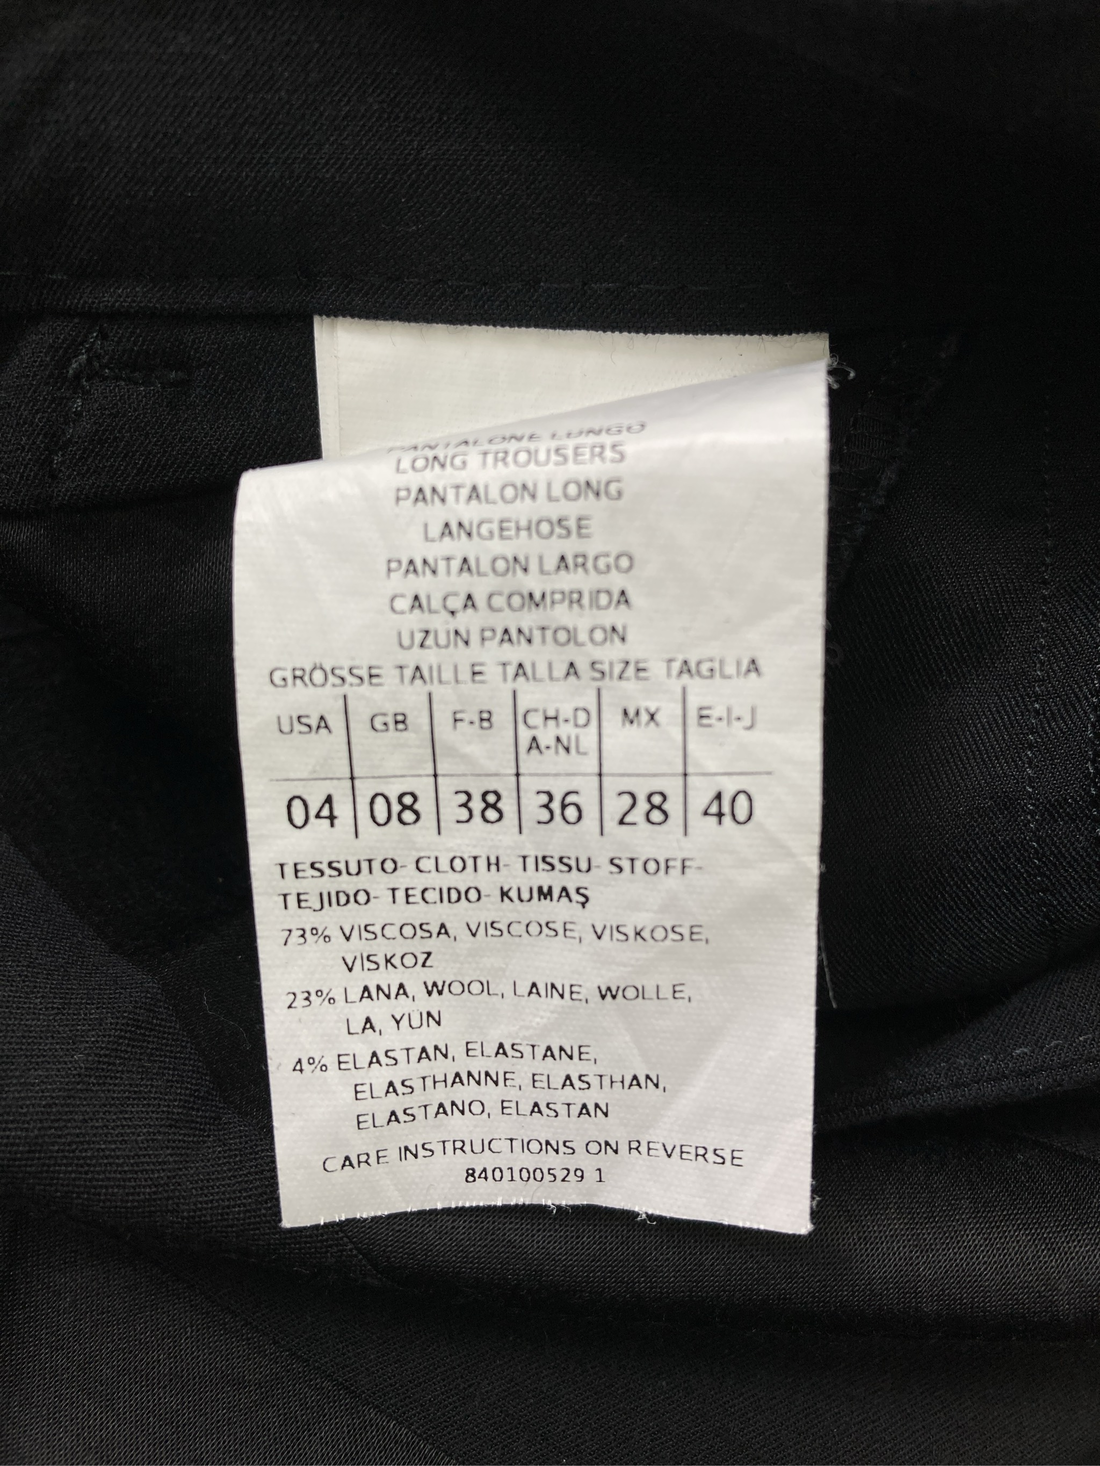 PANTALONE LUNGO
LONG TROUSERS
PANTALON LONG
LANGEHOSE
PANTALON LARGO
CALÇA COMPRIDA
UZUN PANTOLON
GRÖSSE TAILLE TALLA SIZE TAGLIA
USA GB F-B CH-D MX E-I-J
A-NL
04 08 38 36 28 40
TESSUTO- CLOTH- TISSU- STOFF-
TEJIDO- TECIDO- KUMAŞ
73% VISCOSA, VISCOSE, VISKOSE,
VİSKOZ
23% LANA, WOOL, LAINE, WOLLE,
LA, YÜN
4% ELASTAN, ELASTANE,
ELASTHANNE, ELASTHAN,
ELASTANO, ELASTAN
CARE INSTRUCTIONS ON REVERSE
840100529 1